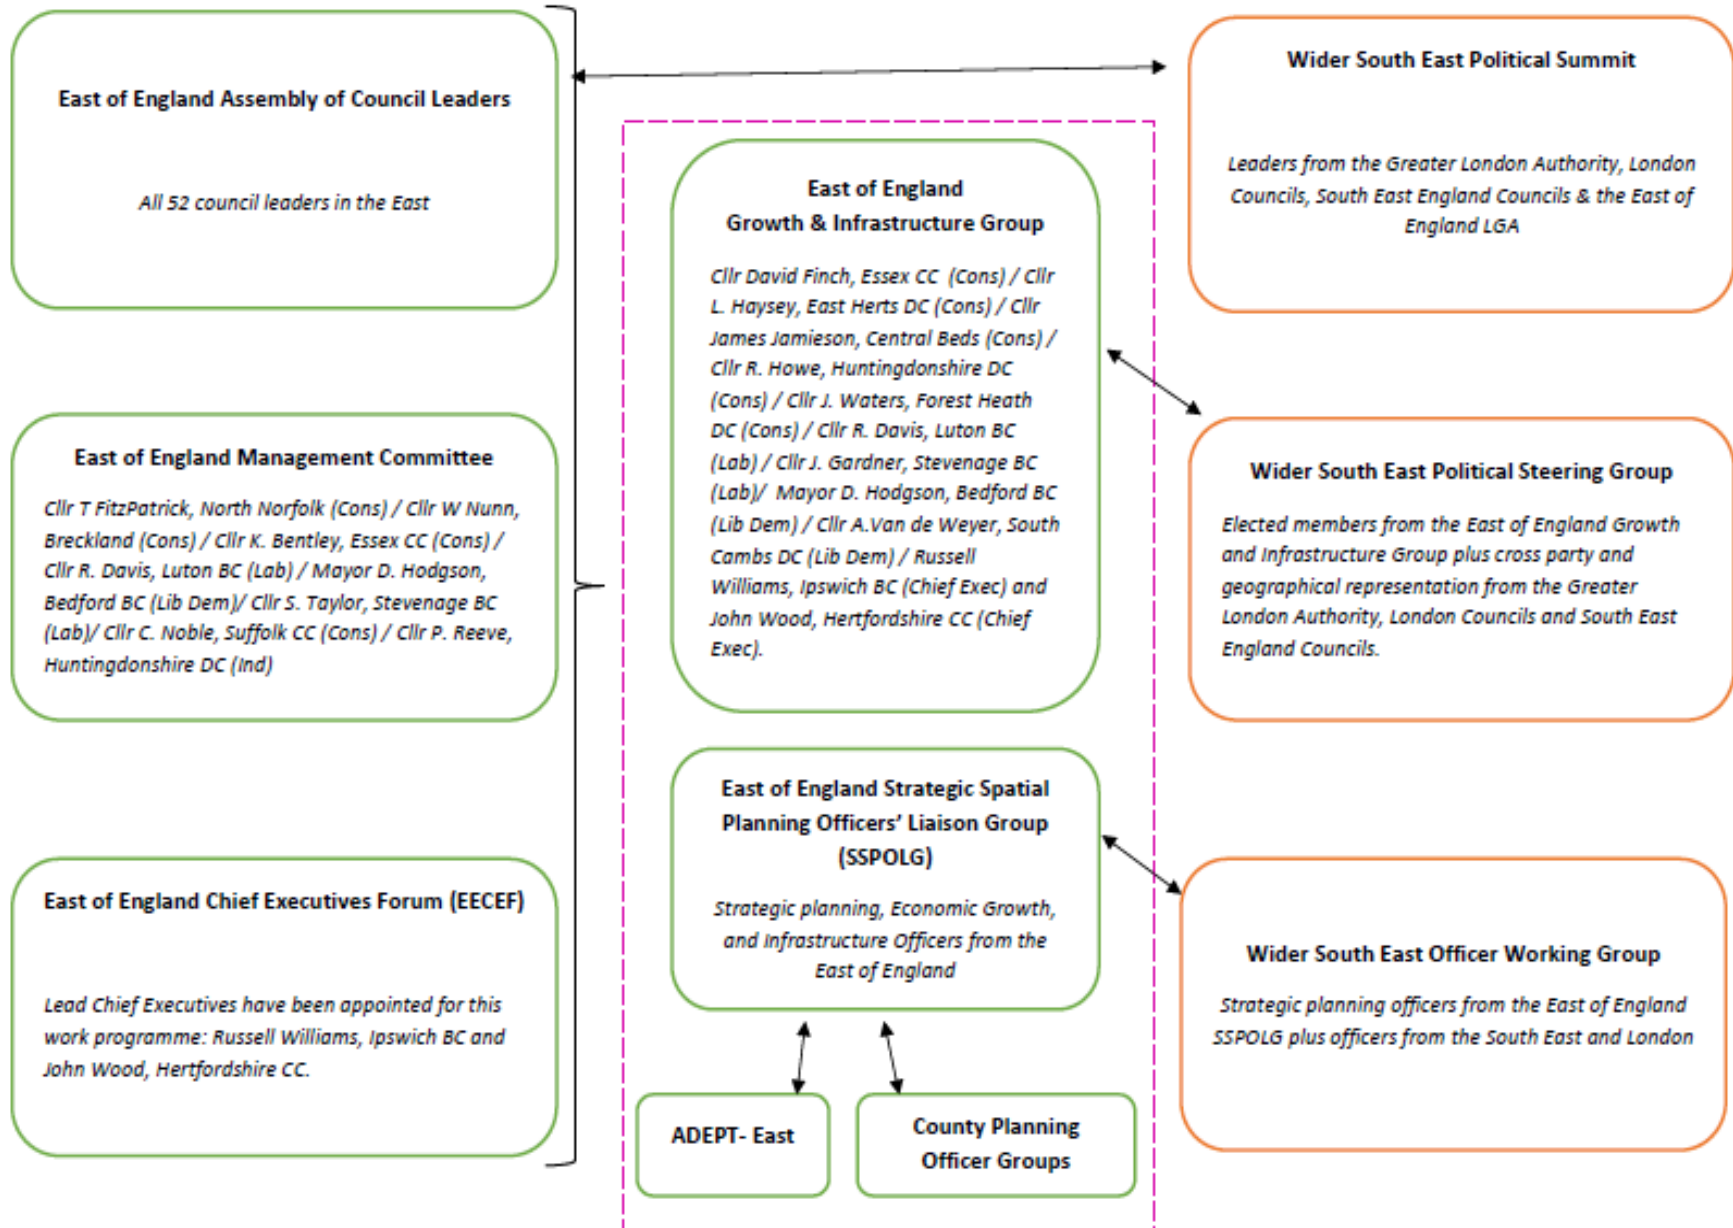 East of England Assembly of Council Leaders
All 52 council leaders in the East
East of England Management Committee
Cllr T FitzPatrick, North Norfolk (Cons) / Cllr W Nunn,
Breckland (Cons) / Cllr K. Bentley, Essex CC (Cons) /
Cllr R. Davis, Luton BC (Lab) / Mayor D. Hodgson,
Bedford BC (Lib Dem)/ Cllr S. Taylor, Stevenage BC
(Lab)/ Cllr C. Noble, Suffolk CC (Cons) / Cllr P. Reeve,
Huntingdonshire DC (Ind)
East of England Chief Executives Forum (EECEF)
Lead Chief Executives have been appointed for this
work programme: Russell Williams, Ipswich BC and
John Wood, Hertfordshire CC.
East of England
Growth & Infrastructure Group
Cllr David Finch, Essex CC (Cons) / Cllr
L. Haysey, East Herts DC (Cons) / Cllr
James Jamieson, Central Beds (Cons) /
Cllr R. Howe, Huntingdonshire DC
(Cons) / Cllr J. Waters, Forest Heath
DC (Cons) / Cllr R. Davis, Luton BC
(Lab) / Cllr J. Gardner, Stevenage BC
(Lab)/ Mayor D. Hodgson, Bedford BC
(Lib Dem) / Cllr A.Van de Weyer, South
Cambs DC (Lib Dem) / Russell
Williams, Ipswich BC (Chief Exec) and
John Wood, Hertfordshire CC (Chief
Exec).
East of England Strategic Spatial
Planning Officers’ Liaison Group
(SSPOLG)
Strategic planning, Economic Growth,
and Infrastructure Officers from the
East of England
ADEPT- East
County Planning
Officer Groups
Wider South East Political Summit
Leaders from the Greater London Authority, London
Councils, South East England Councils & the East of
England LGA
Wider South East Political Steering Group
Elected members from the East of England Growth
and Infrastructure Group plus cross party and
geographical representation from the Greater
London Authority, London Councils and South East
England Councils.
Wider South East Officer Working Group
Strategic planning officers from the East of England
SSPOLG plus officers from the South East and London